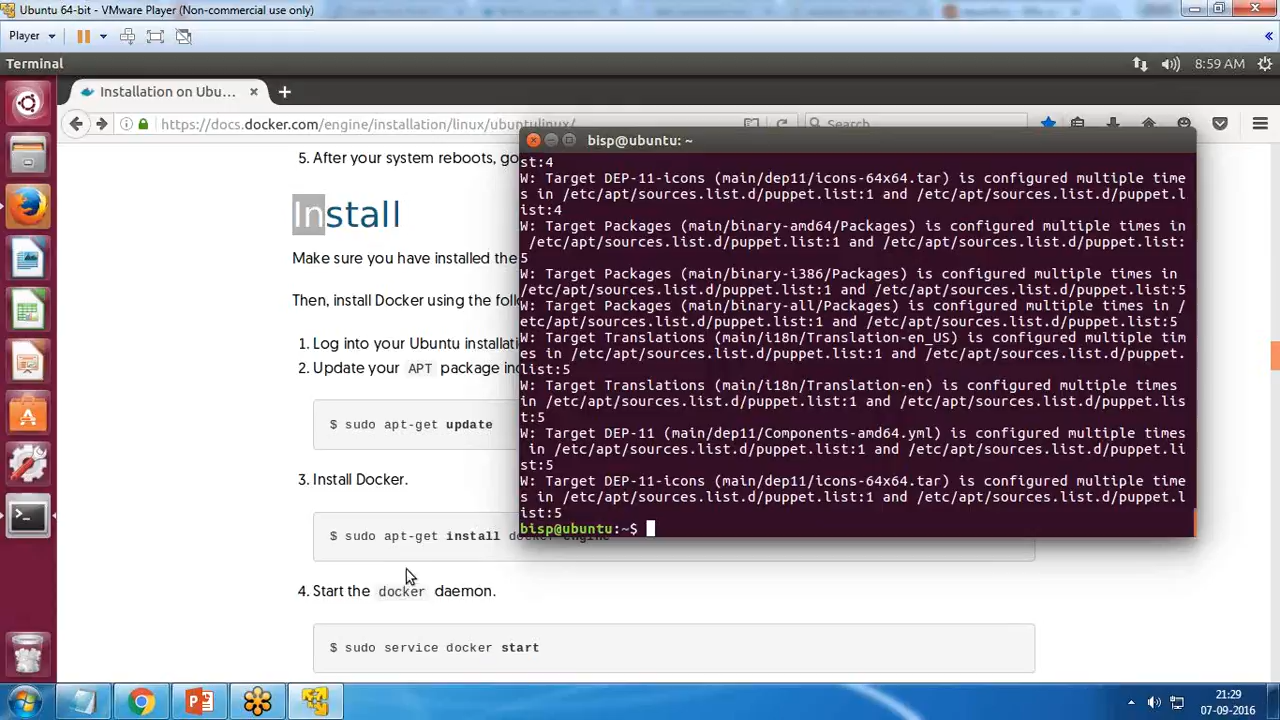 Ubuntu 64-bit - VMware Player (Non-commercial use only)
Player
Terminal
8:59 AM
Installation on Ubu...
https://docs.docker.com/engine/installation/linux/ubuntulinux/
Search
5. After your system reboots, go
Install
Make sure you have installed the
Then, install Docker using the foll
1. Log into your Ubuntu installati
2. Update your APT package in
$ sudo apt-get update
3. Install Docker.
$ sudo apt-get install docker-engine
4. Start the docker daemon.
$ sudo service docker start
bisp@ubuntu: ~
st:4
W: Target DEP-11-icons (main/dep11/icons-64x64.tar) is configured multiple time
s in /etc/apt/sources.list.d/puppet.list:1 and /etc/apt/sources.list.d/puppet.l
ist:4
W: Target Packages (main/binary-amd64/Packages) is configured multiple times in
/etc/apt/sources.list.d/puppet.list:1 and /etc/apt/sources.list.d/puppet.list:
5
W: Target Packages (main/binary-i386/Packages) is configured multiple times in
/etc/apt/sources.list.d/puppet.list:1 and /etc/apt/sources.list.d/puppet.list:5
W: Target Packages (main/binary-all/Packages) is configured multiple times in /
etc/apt/sources.list.d/puppet.list:1 and /etc/apt/sources.list.d/puppet.list:5
W: Target Translations (main/i18n/Translation-en_US) is configured multiple tim
es in /etc/apt/sources.list.d/puppet.list:1 and /etc/apt/sources.list.d/puppet.
list:5
W: Target Translations (main/i18n/Translation-en) is configured multiple times
in /etc/apt/sources.list.d/puppet.list:1 and /etc/apt/sources.list.d/puppet.lis
t:5
W: Target DEP-11 (main/dep11/Components-amd64.yml) is configured multiple times
in /etc/apt/sources.list.d/puppet.list:1 and /etc/apt/sources.list.d/puppet.li
st:5
W: Target DEP-11-icons (main/dep11/icons-64x64.tar) is configured multiple time
s in /etc/apt/sources.list.d/puppet.list:1 and /etc/apt/sources.list.d/puppet.l
ist:5
bisp@ubuntu:~$
21:29
07-09-2016